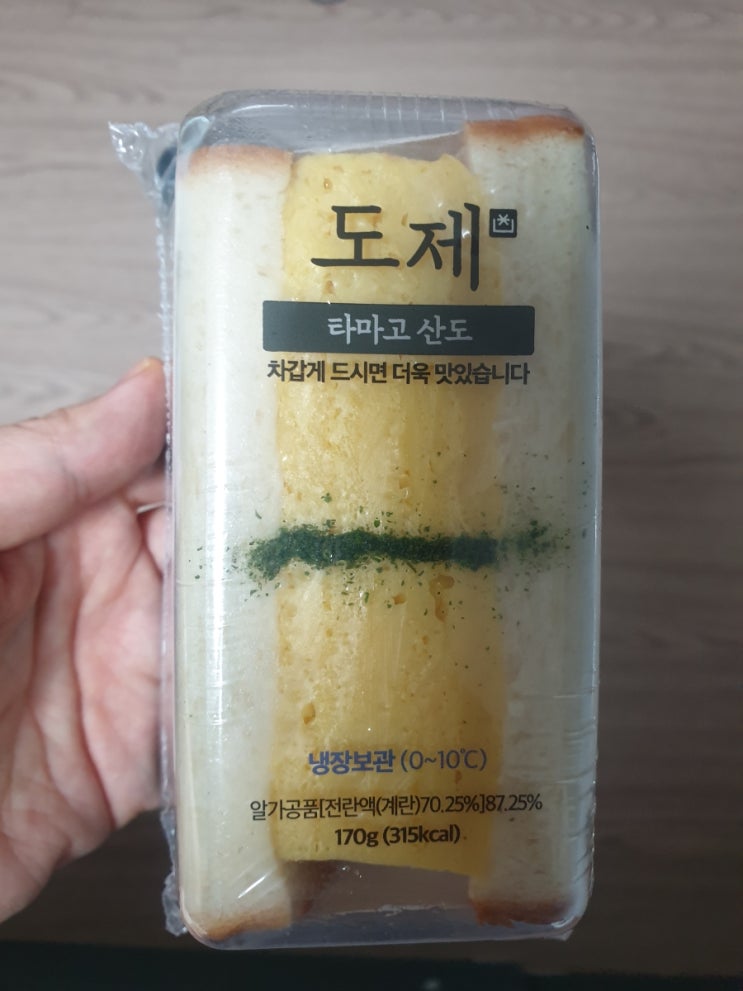 도제
타마고 산도
차갑게 드시면 더욱 맛있습니다
냉장보관 (0~10℃)
알가공품[전란액(계란)70.25%]87.25%
170g (315kcal)